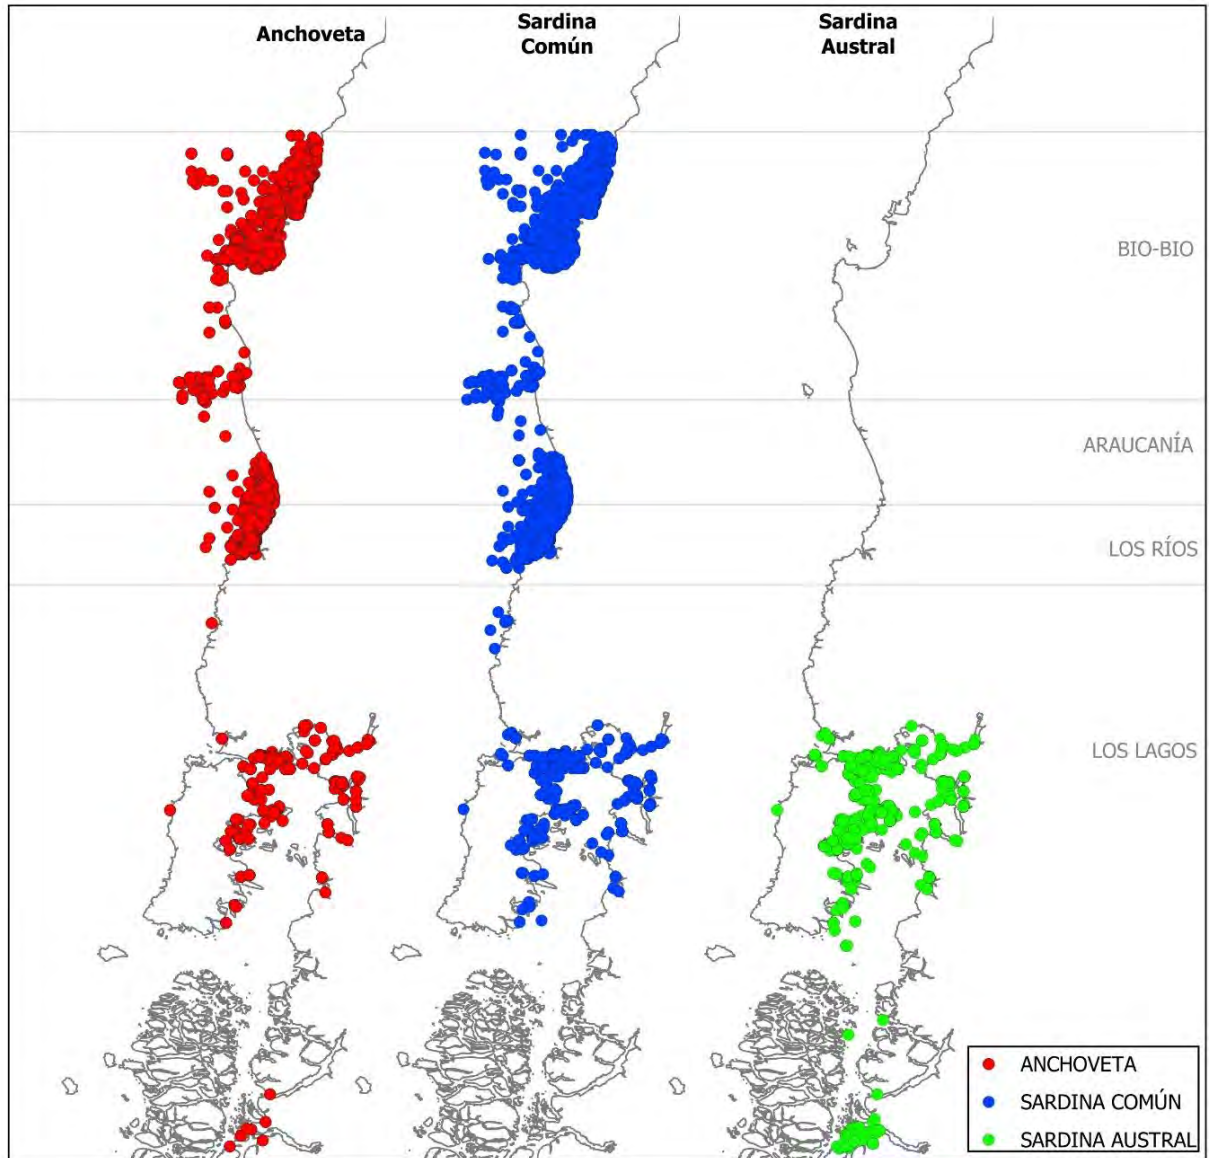 Anchoveta
Sardina
Común
Sardina
Austral
BIO-BIO
ARAUCANÍA
LOS RÍOS
LOS LAGOS
ANCHOVETA
SARDINA COMÚN
SARDINA AUSTRAL